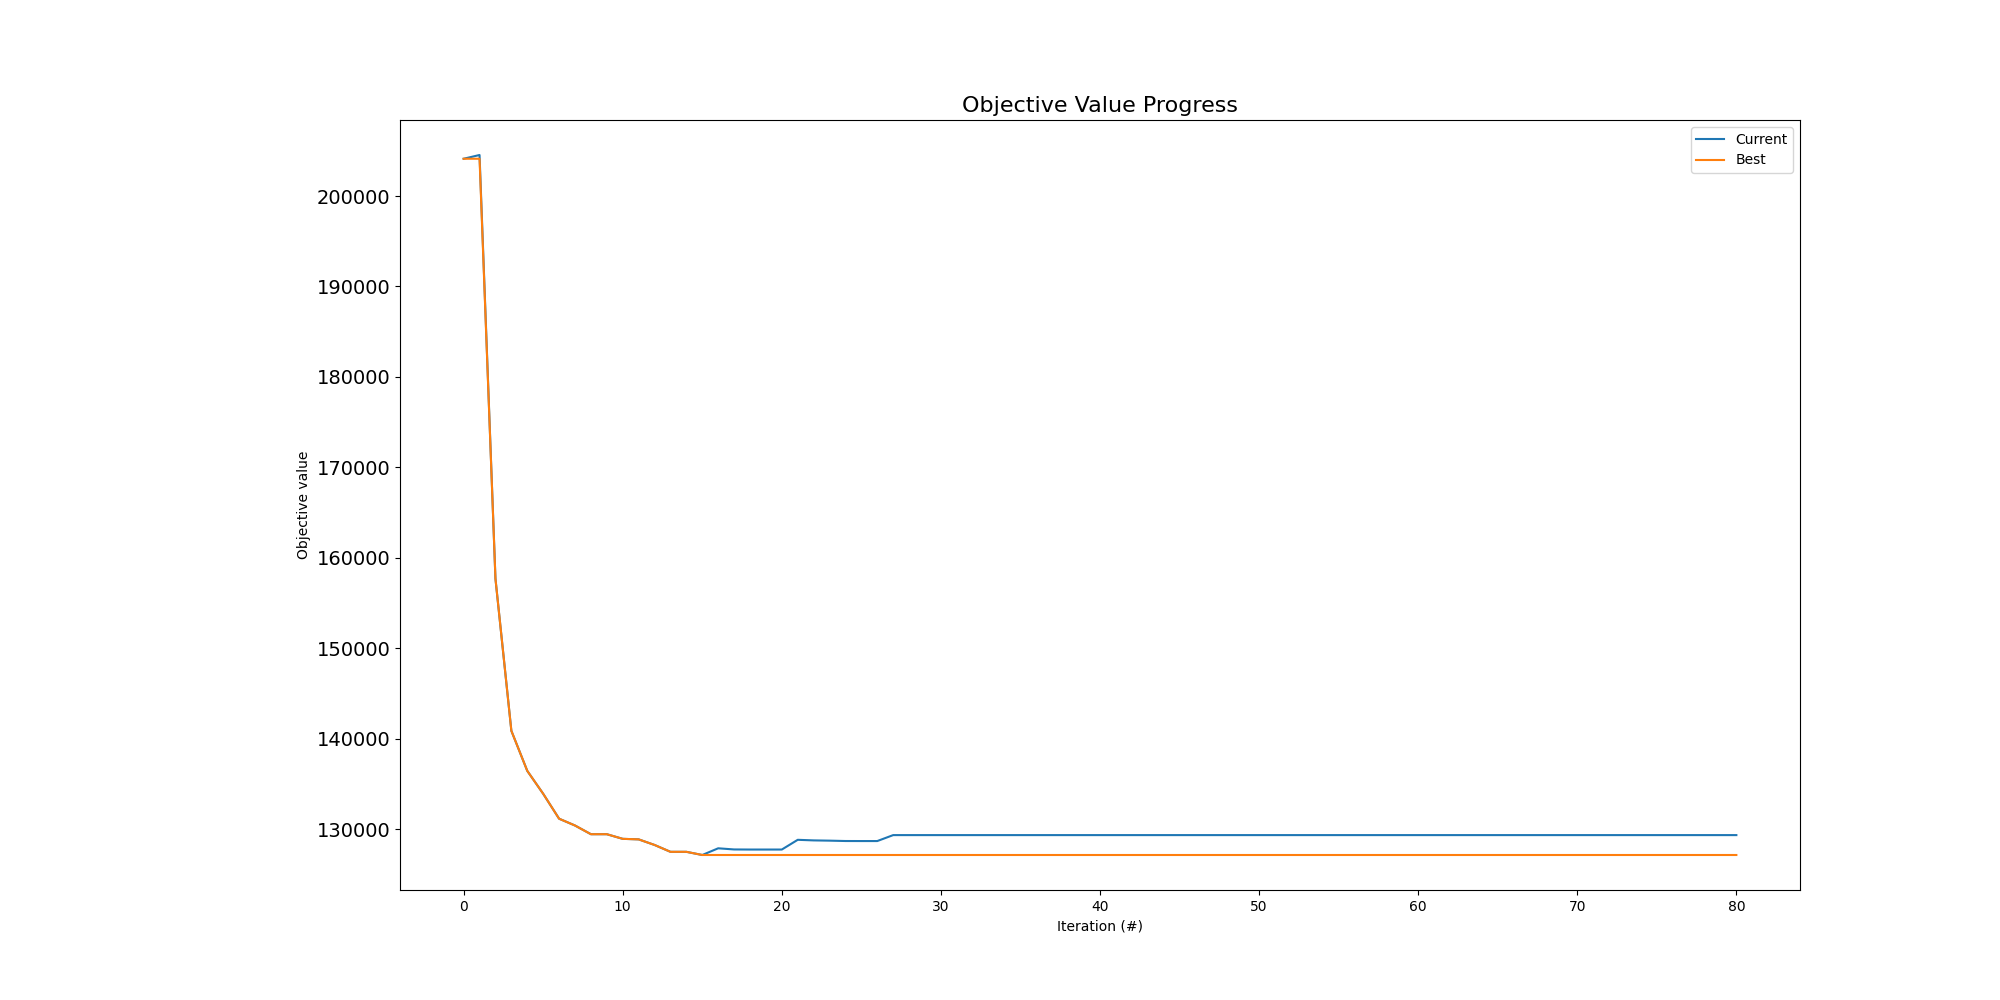 Objective Value Progress
Current
Best
200000
190000
180000
170000
160000
150000
140000
130000
Objective value
0 10 20 30 40 50 60 70 80
Iteration (#)